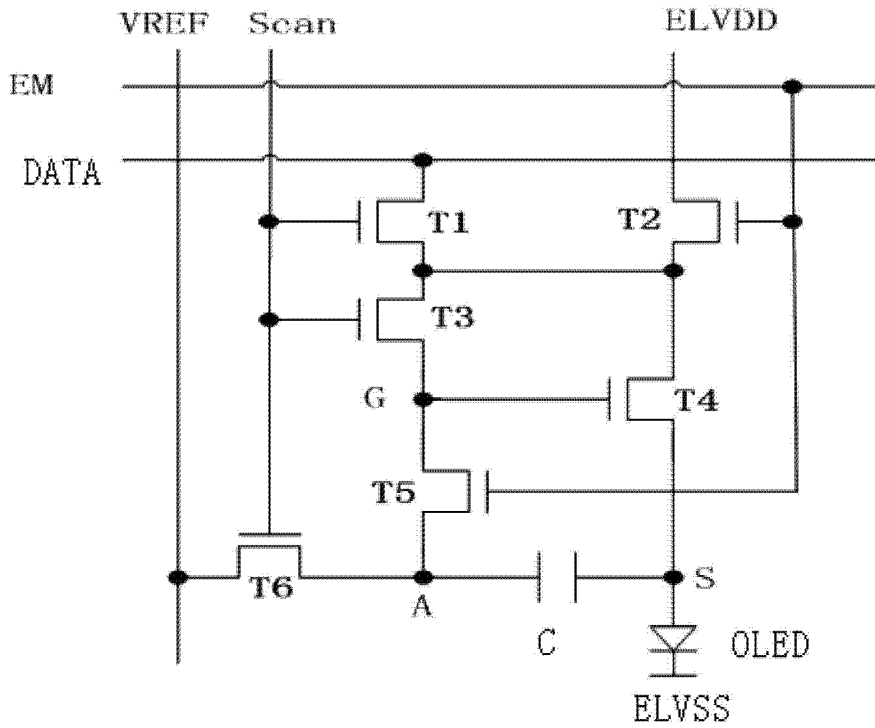 VREF Scan ELVDD
EM
DATA
T1 T2
T3
G T4
T5
T6 A S
C OLED
ELVSS